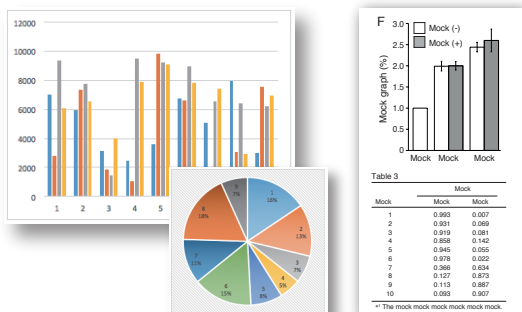 12000
10000
8000
6000
4000
2000
0
1 2 3 4 5
1
16%
2
13%
3
7%
4
5%
5
8%
6
15%
7
11%
8
18%
7%
F
Mock graph (%)
3.0
2.5
2.0
1.5
1.0
0.5
0
Mock (-)
Mock (+)
Mock Mock Mock
Table 3
Mock
Mock Mock Mock
1 0.993 0.007
2 0.931 0.069
3 0.919 0.081
4 0.858 0.142
5 0.945 0.055
6 0.978 0.022
7 0.366 0.634
8 0.127 0.873
9 0.113 0.887
10 0.093 0.907
*¹ The mock mock mock mock mock mock.